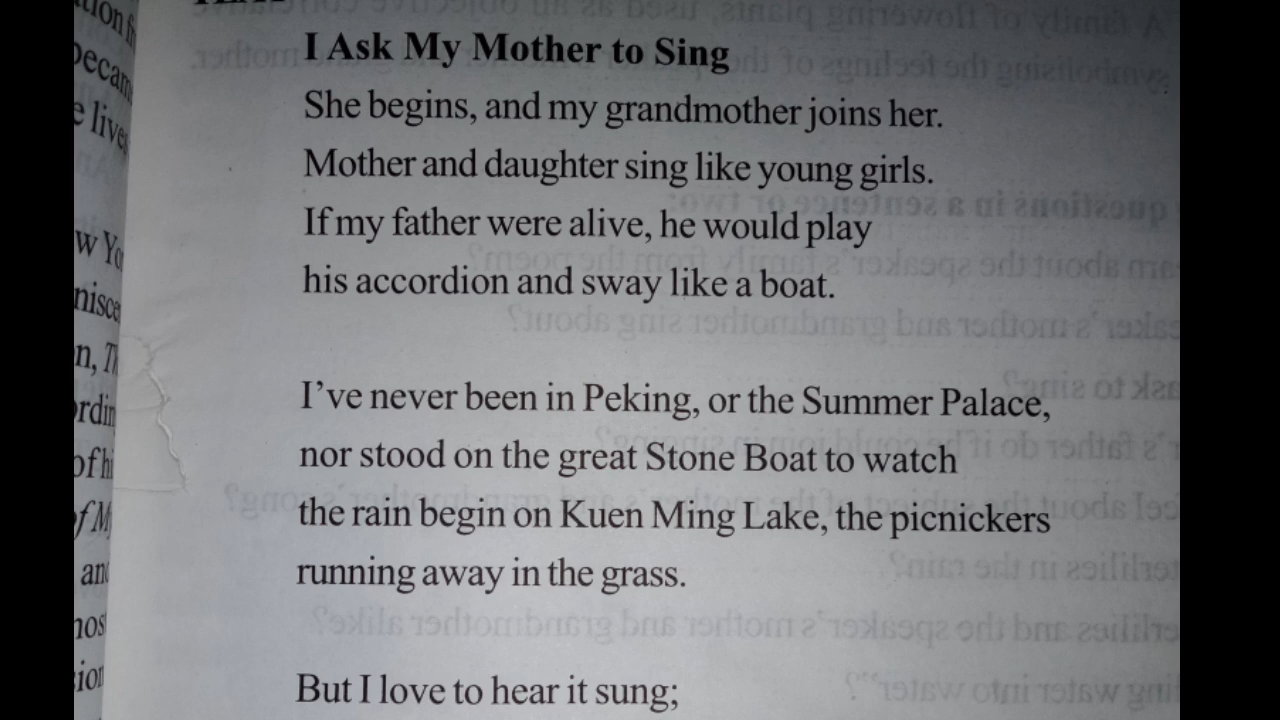 I Ask My Mother to Sing
She begins, and my grandmother joins her.
Mother and daughter sing like young girls.
If my father were alive, he would play
his accordion and sway like a boat.
I've never been in Peking, or the Summer Palace,
nor stood on the great Stone Boat to watch
the rain begin on Kuen Ming Lake, the picnickers
running away in the grass.
But I love to hear it sung;